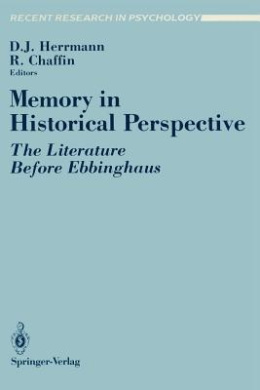 RECENT RESEARCH IN PSYCHOLOGY
D.J. Herrmann
R. Chaffin
Editors
Memory in
Historical Perspective
The Literature
Before Ebbinghaus
Springer-Verlag